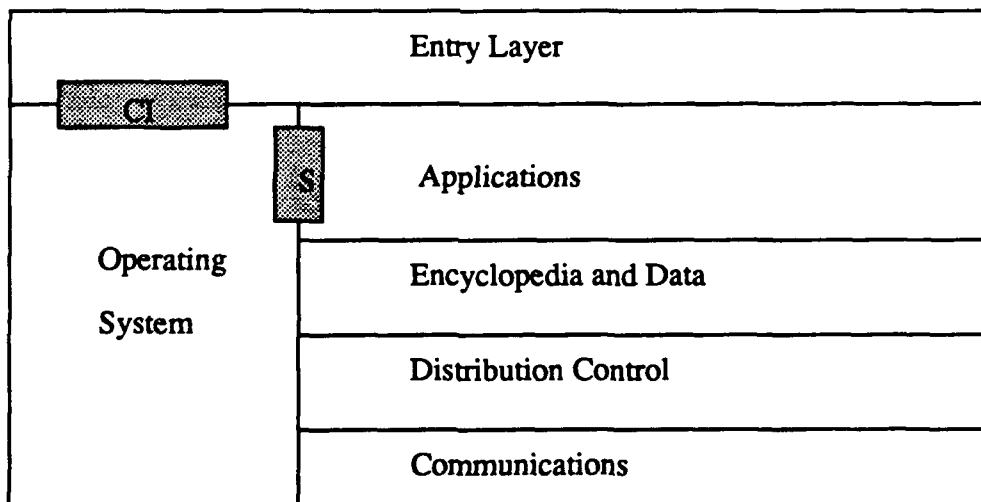 Entry Layer
CI
S
Applications
Operating
System
Encyclopedia and Data
Distribution Control
Communications